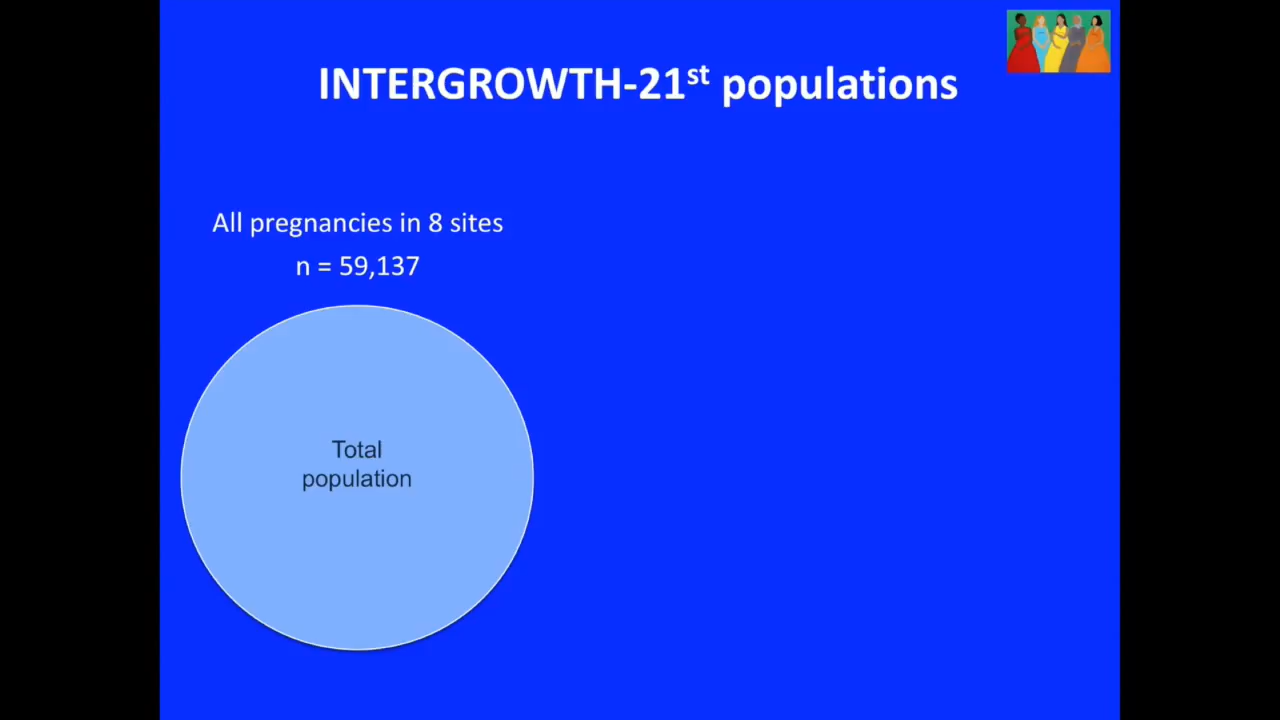 INTERGROWTH-21st populations
All pregnancies in 8 sites
n = 59,137
Total
population